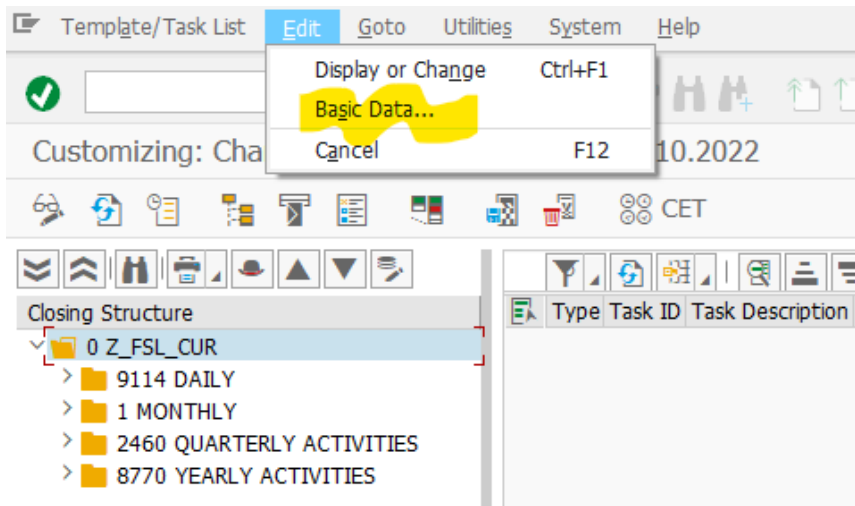 Template/Task List Edit Goto Utilities System Help
Display or Change Ctrl+F1
Basic Data...
Cancel F12
Customizing: Cha 10.2022
CET
Closing Structure
Type Task ID Task Description
0 Z_FSL_CUR
9114 DAILY
1 MONTHLY
2460 QUARTERLY ACTIVITIES
8770 YEARLY ACTIVITIES